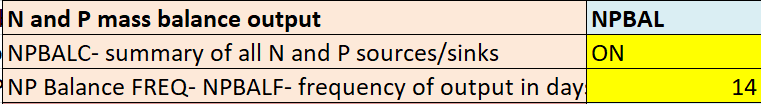 N and P mass balance output NPBAL
NPBALC- summary of all N and P sources/sinks ON
NP Balance FREQ- NPBALF- frequency of output in day 14